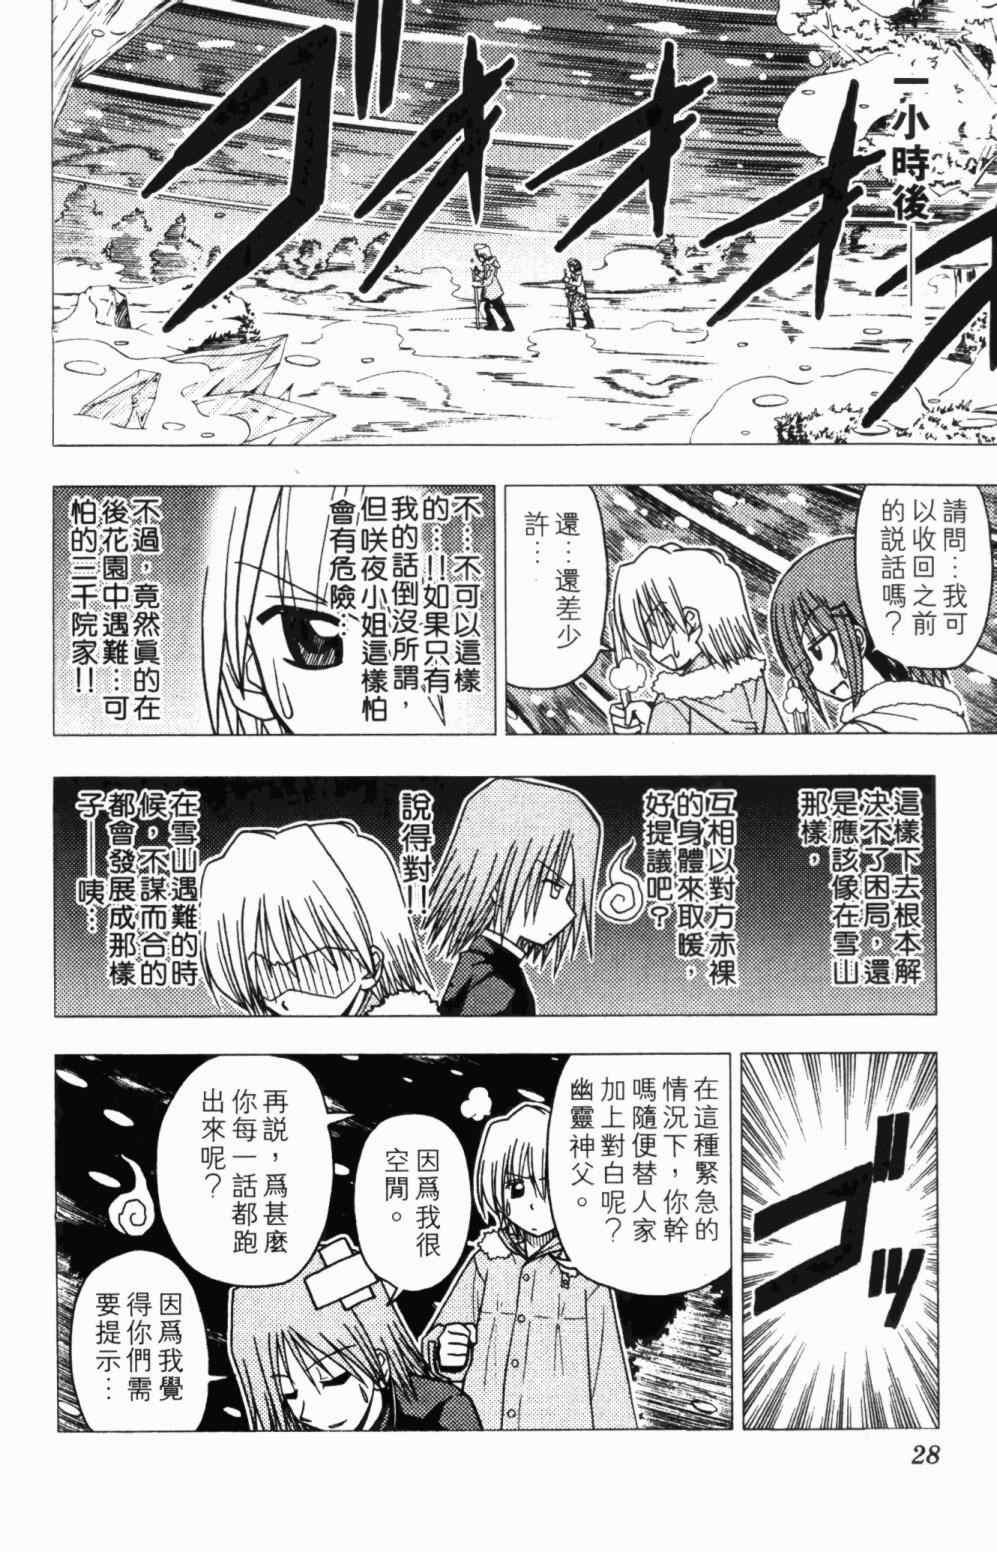 一小時後——
ゴオオオオ
請問…我可
以收回之前
的說話嗎？
還…還差少
許…
不…不可以這樣
的…!!如果只有
我的話倒沒所謂，
但咲夜小姐這樣怕
會有危險…
不過，竟然真的在
後花園中遇難…可
怕的三千院家!!
這樣下去根本解
決不了困局，還
是應該像在雪山
那樣，
互相以對方赤裸
的身體來取暖，
好提議吧？
說得對!!
在雪山遇難的時
候，不謀而合的
都會發展成那樣
子——咦…
ゴッ
在這種緊急的
情況下，你幹
嗎隨便替人家
加上對白呢？
幽靈神父。
因爲我很
空閒。
再說，爲甚麼
你每一話都跑
出來呢？
因爲我覺
得你們需
要提示…
28